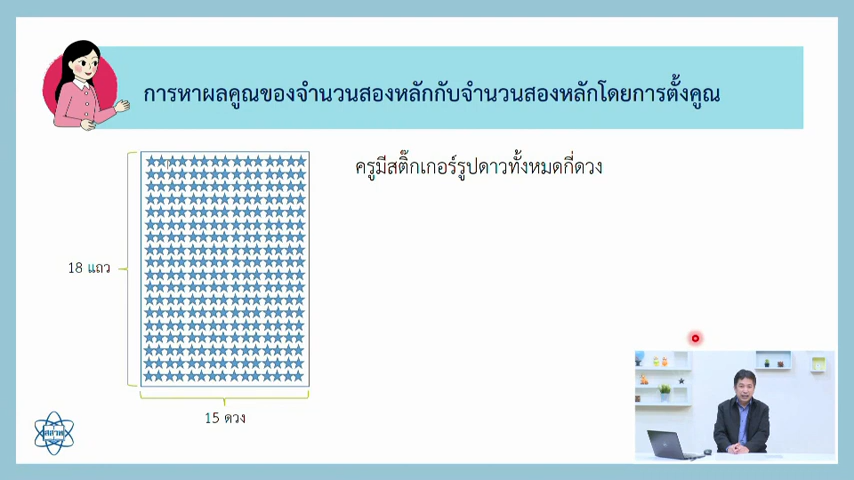 การหาผลคูณของจำนวนสองหลักกับจำนวนสองหลักโดยการตั้งคูณ
ครูมีสติ๊กเกอร์รูปดาวทั้งหมดกี่ดวง
18 แถว
15 ดวง
สสวท